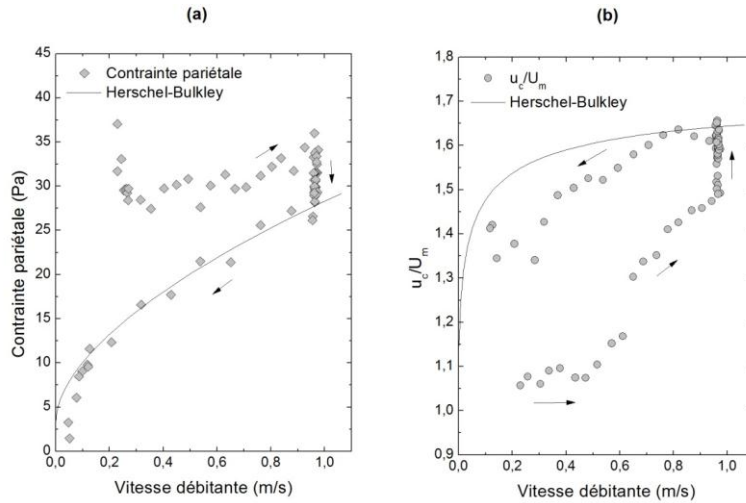 (a)
45
40
35
30
25
20
15
10
5
0
Contrainte pariétale (Pa)
Contrainte pariétale
Herschel-Bulkley
0,0 0,2 0,4 0,6 0,8 1,0
Vitesse débitante (m/s)
(b)
1,8
1,7
1,6
1,5
1,4
1,3
1,2
1,1
1,0
0,9
u_c/U_m
u_c/U_m
Herschel-Bulkley
0,0 0,2 0,4 0,6 0,8 1,0
Vitesse débitante (m/s)